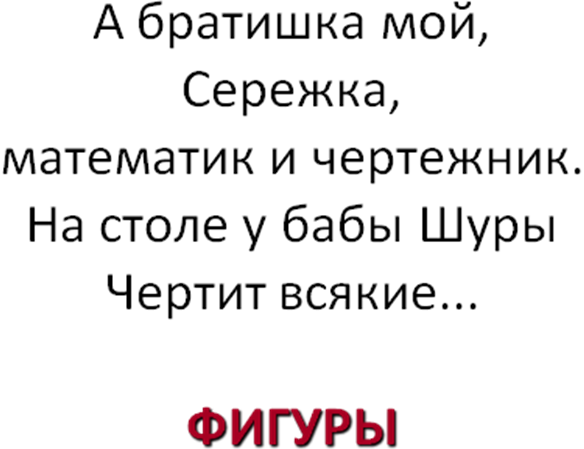 А братишка мой,
Сережка,
математик и чертежник.
На столе у бабы Шуры
Чертит всякие...
ФИГУРЫ